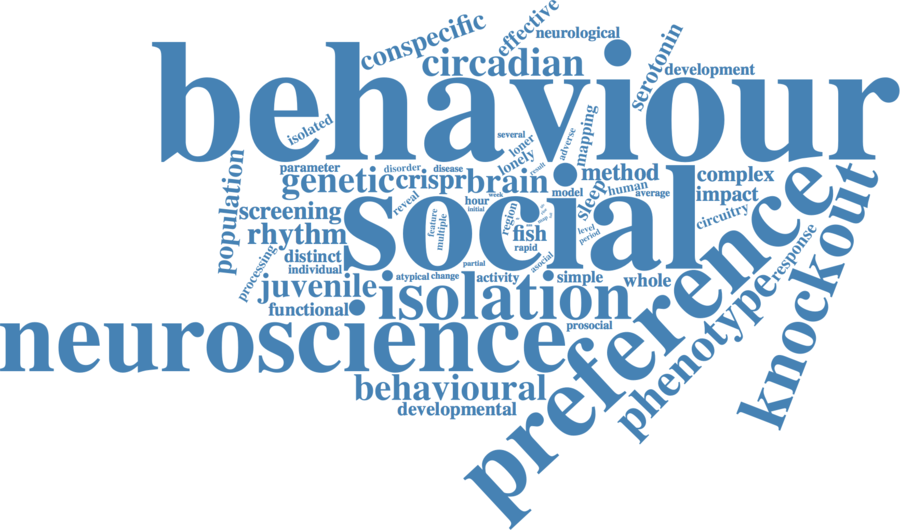 effective
neurological
conspecific
circadian
serotonin
development
behaviour
isolated
several
loner
lonely
adverse
result
mapping
population
parameter
disorder
disease
genetic
crispr
brain
week
model
sleep
human
average
method
complex
impact
circuitry
screening
rhythm
reveal
social
feature
multiple
hour
initial
region
fish
rapid
level
period
distinct
individual
processing
juvenile
functional
atypical
change
partial
activity
asocial
simple
whole
isolation
prosocial
neuroscience
preference
phenotype
response
knockout
behavioural
developmental